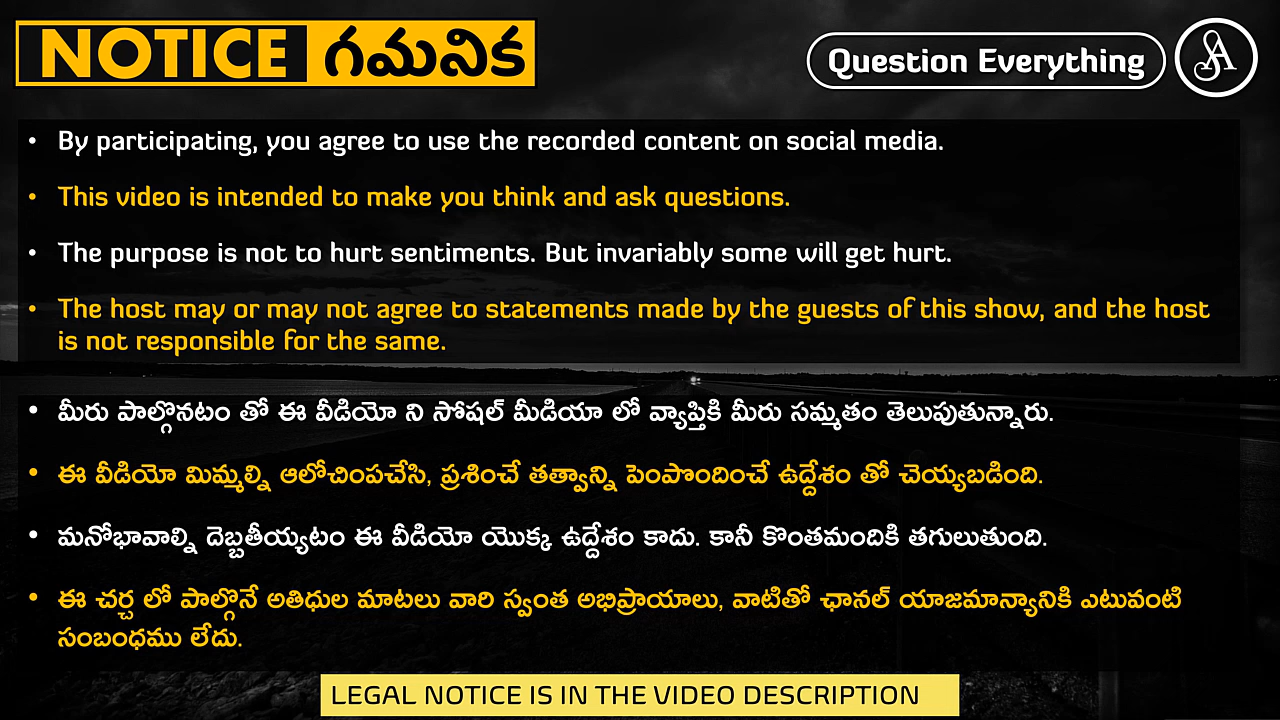 NOTICE గమనిక
Question Everything
• By participating, you agree to use the recorded content on social media.
• This video is intended to make you think and ask questions.
• The purpose is not to hurt sentiments. But invariably some will get hurt.
• The host may or may not agree to statements made by the guests of this show, and the host
is not responsible for the same.
• మీరు పాల్గొనటం తో ఈ వీడియో ని సోషల్ మీడియా లో వ్యాప్తికి మీరు సమ్మతం తెలుపుతున్నారు.
• ఈ వీడియో మిమ్మల్ని ఆలోచింపచేసి, ప్రశించే తత్వాన్ని పెంపొందించే ఉద్దేశం తో చెయ్యబడింది.
• మనోభావాల్ని దెబ్బతీయ్యటం ఈ వీడియో యొక్క ఉద్దేశం కాదు. కానీ కొంతమందికి తగులుతుంది.
• ఈ చర్చ లో పాల్గొనే అతిధుల మాటలు వారి స్వంత అభిప్రాయాలు, వాటితో ఛానల్ యాజమాన్యానికి ఎటువంటి
సంబంధము లేదు.
LEGAL NOTICE IS IN THE VIDEO DESCRIPTION